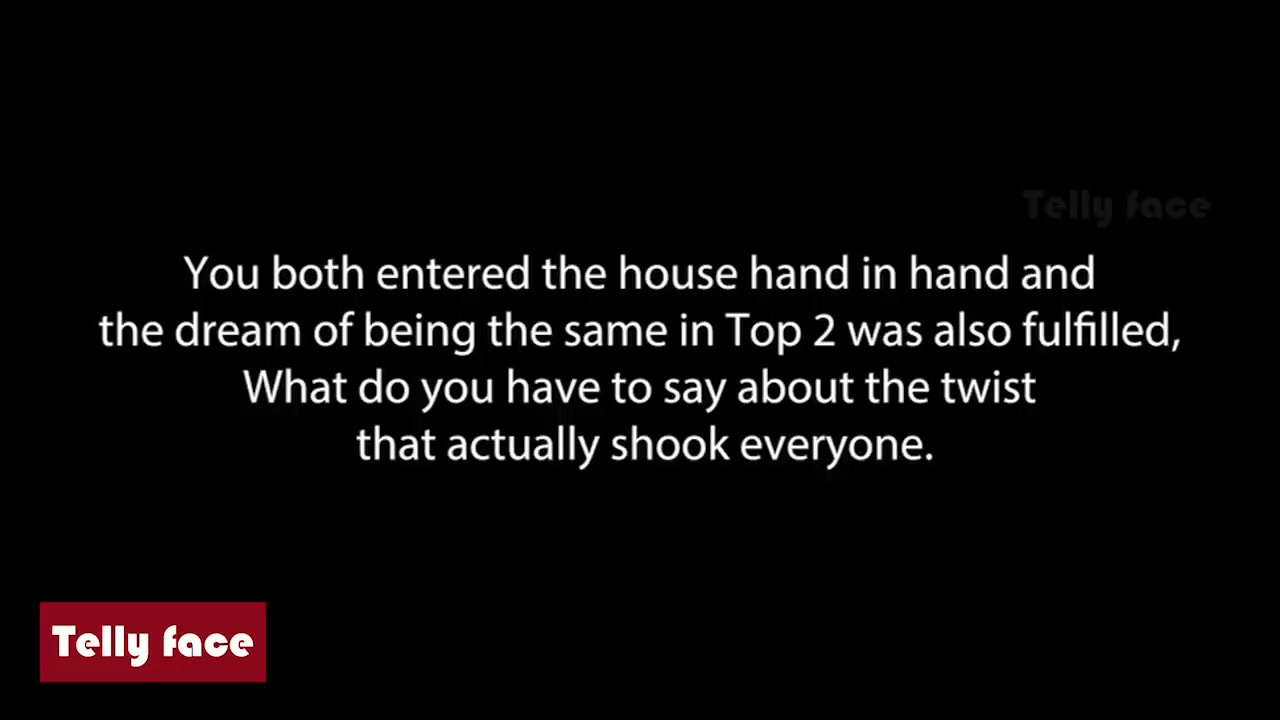 Telly face
You both entered the house hand in hand and
the dream of being the same in Top 2 was also fulfilled,
What do you have to say about the twist
that actually shook everyone.
Telly face